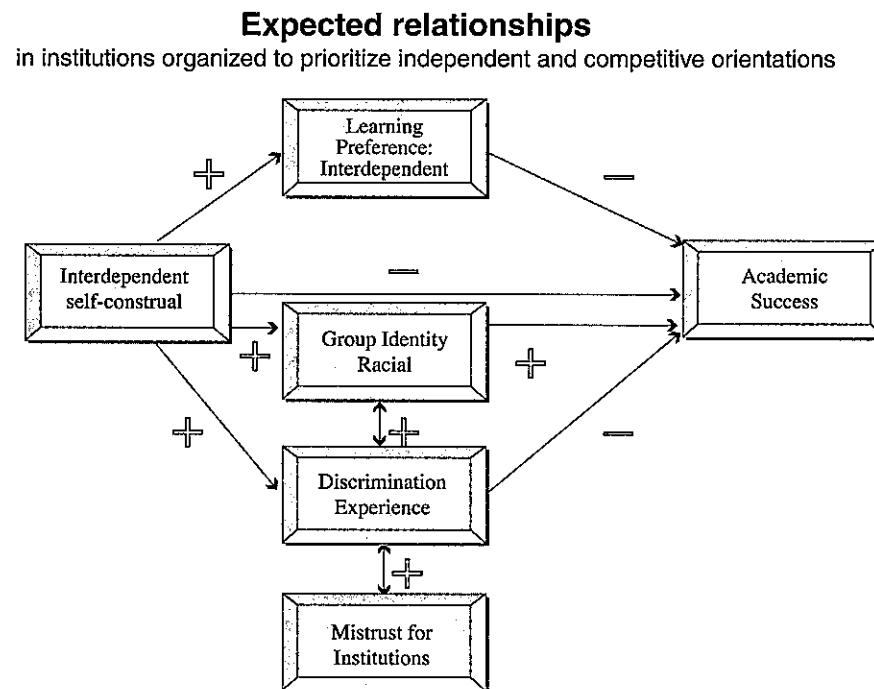 Expected relationships
in institutions organized to prioritize independent and competitive orientations
Learning
Preference:
Interdependent
+
—
Interdependent
self-construal
—
Academic
Success
+
Group Identity
Racial
+
+
+
—
Discrimination
Experience
+
Mistrust for
Institutions